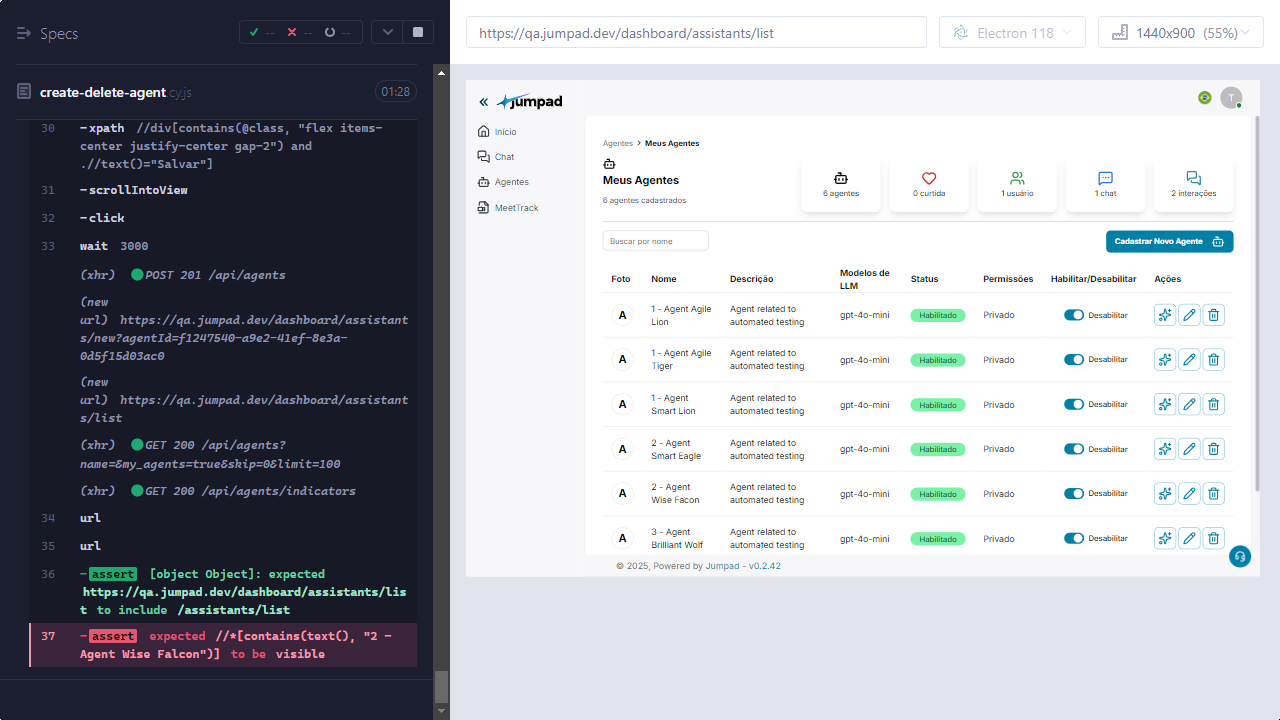 Specs
--
--
--
create-delete-agent.cy.js
01:28
30 -xpath //div[contains(@class, "flex items-
center justify-center gap-2") and
.//text()="Salvar"]
31 -scrollIntoView
32 -click
33 wait 3000
(xhr) POST 201 /api/agents
(new
url) https://qa.jumpad.dev/dashboard/assistant
s/new?agentId=f1247540-a9e2-41ef-8e3a-
0d5f15d03ac0
(new
url) https://qa.jumpad.dev/dashboard/assistant
s/list
(xhr) GET 200 /api/agents?
name=&my_agents=true&skip=0&limit=100
(xhr) GET 200 /api/agents/indicators
34 url
35 url
36 -assert [object Object]: expected
https://qa.jumpad.dev/dashboard/assistants/lis
t to include /assistants/list
37 -assert expected //*[contains(text(), "2 -
Agent Wise Falcon")] to be visible
https://qa.jumpad.dev/dashboard/assistants/list
Electron 118
1440x900 (55%)
« jumpad
T
Início
Chat
Agentes
MeetTrack
Agentes > Meus Agentes
Meus Agentes
6 agentes cadastrados
6 agentes
0 curtida
1 usuário
1 chat
2 interações
Buscar por nome
Cadastrar Novo Agente
Foto Nome Descrição Modelos de LLM Status Permissões Habilitar/Desabilitar Ações
A 1 - Agent Agile Lion Agent related to automated testing gpt-4o-mini Habilitado Privado Desabilitar
A 1 - Agent Agile Tiger Agent related to automated testing gpt-4o-mini Habilitado Privado Desabilitar
A 1 - Agent Smart Lion Agent related to automated testing gpt-4o-mini Habilitado Privado Desabilitar
A 2 - Agent Smart Eagle Agent related to automated testing gpt-4o-mini Habilitado Privado Desabilitar
A 2 - Agent Wise Facon Agent related to automated testing gpt-4o-mini Habilitado Privado Desabilitar
A 3 - Agent Brilliant Wolf Agent related to automated testing gpt-4o-mini Habilitado Privado Desabilitar
© 2025, Powered by Jumpad - v0.2.42